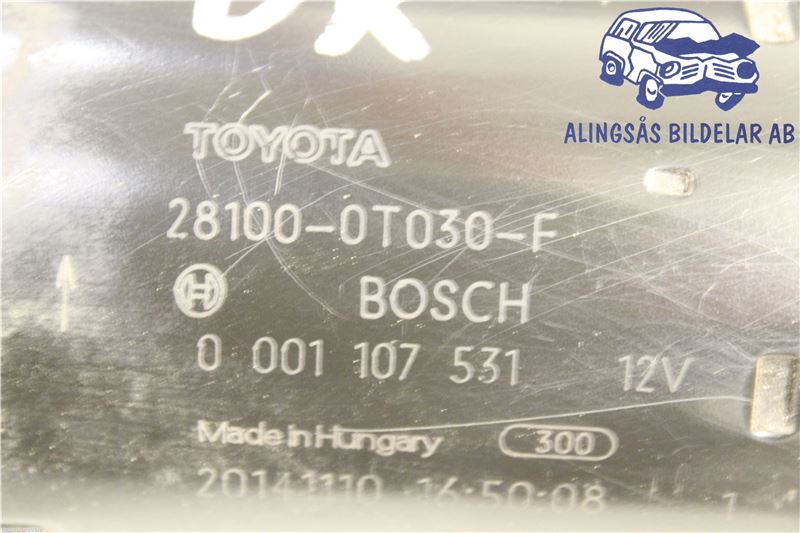 OK
ALINGSÅS BILDELAR AB
TOYOTA
28100-0T030-F
BOSCH
0 001 107 531 12V
Made in Hungary 300
20141110 16:50:08